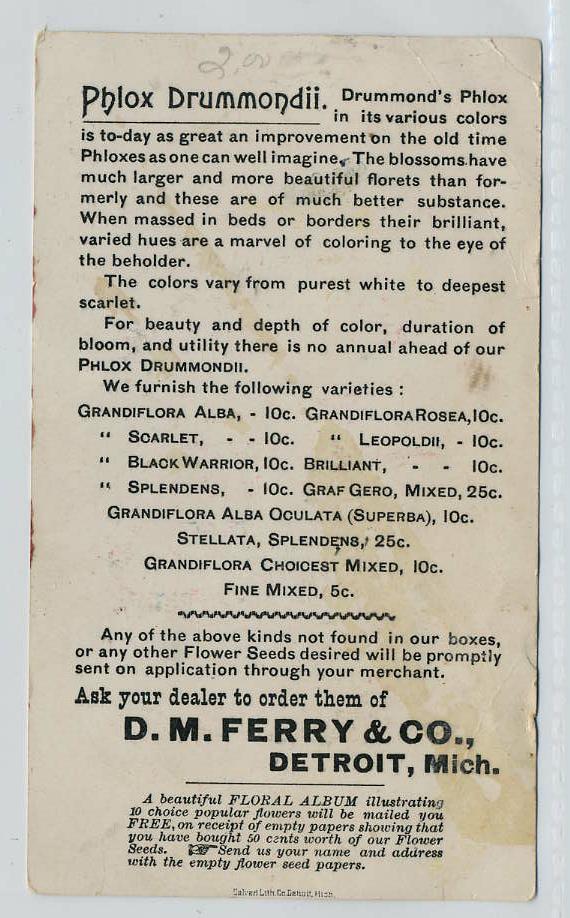 2.00
Phlox Drummondii. Drummond's Phlox
in its various colors
is to-day as great an improvement on the old time
Phloxes as one can well imagine. The blossoms have
much larger and more beautiful florets than for-
merly and these are of much better substance.
When massed in beds or borders their brilliant,
varied hues are a marvel of coloring to the eye of
the beholder.
The colors vary from purest white to deepest
scarlet.
For beauty and depth of color, duration of
bloom, and utility there is no annual ahead of our
PHLOX DRUMMONDII.
We furnish the following varieties :
GRANDIFLORA ALBA, - 10c. GRANDIFLORA ROSEA, 10c.
" SCARLET, - - 10c. " LEOPOLDII, - 10c.
" BLACK WARRIOR, 10c. BRILLIANT, - - 10c.
" SPLENDENS, - 10c. GRAF GERO, MIXED, 25c.
GRANDIFLORA ALBA OCULATA (SUPERBA), 10c.
STELLATA, SPLENDENS, 25c.
GRANDIFLORA CHOICEST MIXED, 10c.
FINE MIXED, 5c.
Any of the above kinds not found in our boxes,
or any other Flower Seeds desired will be promptly
sent on application through your merchant.
Ask your dealer to order them of
D. M. FERRY & CO.,
DETROIT, Mich.
A beautiful FLORAL ALBUM illustrating
10 choice popular flowers will be mailed you
FREE, on receipt of empty papers showing that
you have bought 50 cents worth of our Flower
Seeds. ☞ Send us your name and address
with the empty flower seed papers.
Calvert Lith. Co. Detroit, Mich.